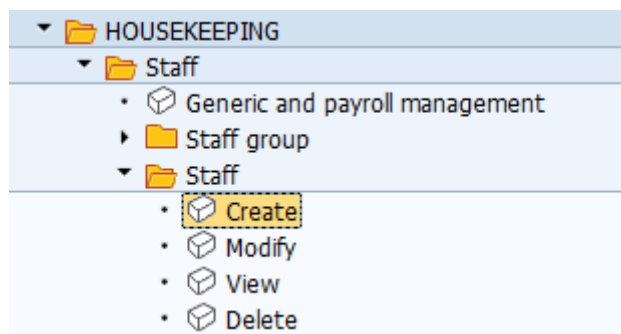 HOUSEKEEPING
Staff
Generic and payroll management
Staff group
Staff
Create
Modify
View
Delete